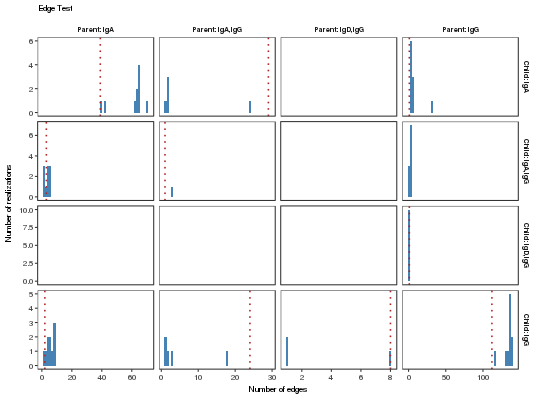 Edge Test
Parent:IgA
Parent:IgA,IgG
Parent:IgD,IgG
Parent:IgG
6
4
2
0
Child:IgA
6
4
2
0
Child:IgA,IgG
10.0
7.5
5.0
2.5
0.0
Child:IgD,IgG
5
4
3
2
1
0
Child:IgG
Number of realizations
0 20 40 60
0 10 20 30
0 2 4 6 8
0 50 100
Number of edges